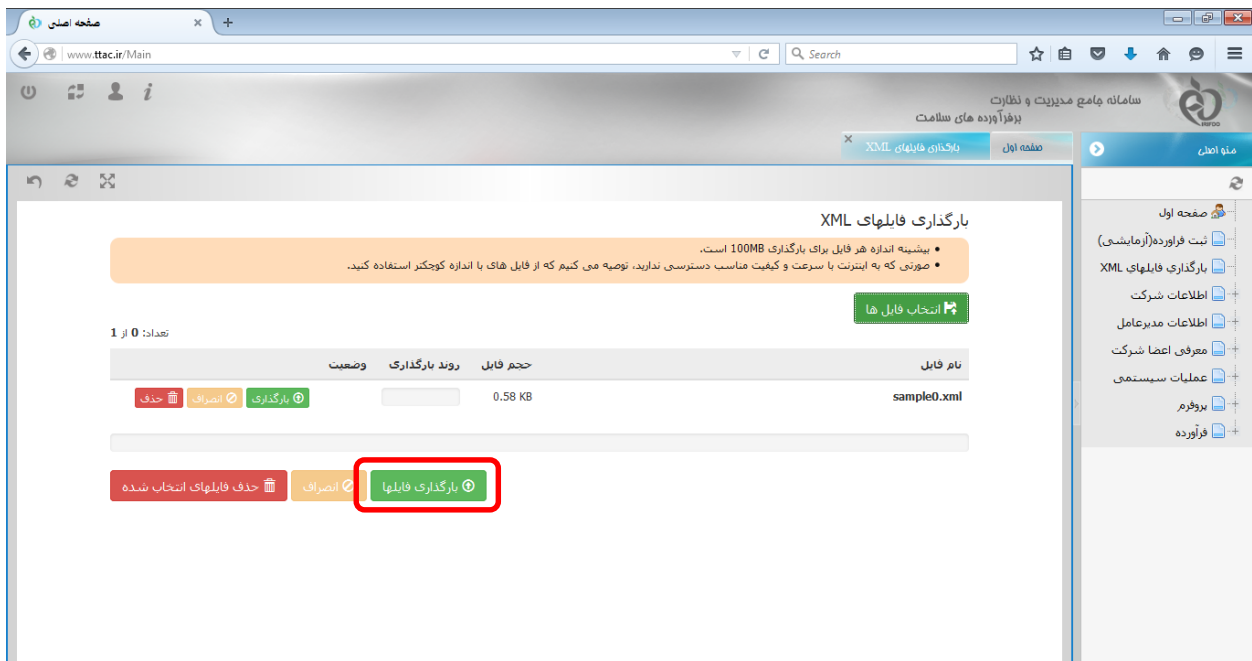 صفحه اصلی
www.ttac.ir/Main
Search
سامانه جامع مدیریت و نظارت
برفرآورده های سلامت
منو اصلی
صفحه اول
بارگذاری فایلهای XML
صفحه اول
ثبت فراورده(آزمایشی)
بارگذاری فایلهای XML
اطلاعات شرکت
اطلاعات مدیرعامل
معرفی اعضا شرکت
عملیات سیستمی
پروفرم
فرآورده
بارگذاری فایلهای XML
بیشینه اندازه هر فایل برای بارگذاری 100MB است.
صورتی که به اینترنت با سرعت و کیفیت مناسب دسترسی ندارید، توصیه می کنیم که از فایل های با اندازه کوچکتر استفاده کنید.
انتخاب فایل ها
تعداد: 0 از 1
نام فایل حجم فایل روند بارگذاری وضعیت
sample0.xml 0.58 KB بارگذاری انصراف حذف
بارگذاری فایلها انصراف حذف فایلهای انتخاب شده